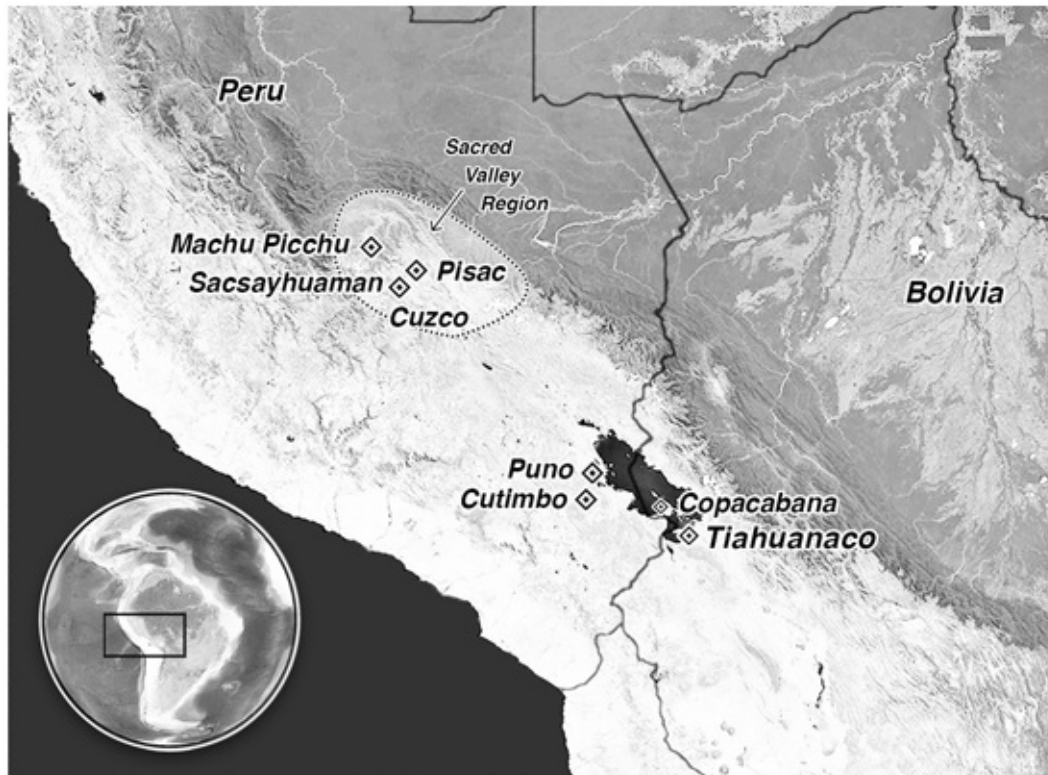 Peru
Sacred
Valley
Region
Machu Picchu
Pisac
Sacsayhuaman
Cuzco
Bolivia
Puno
Cutimbo
Copacabana
Tiahuanaco